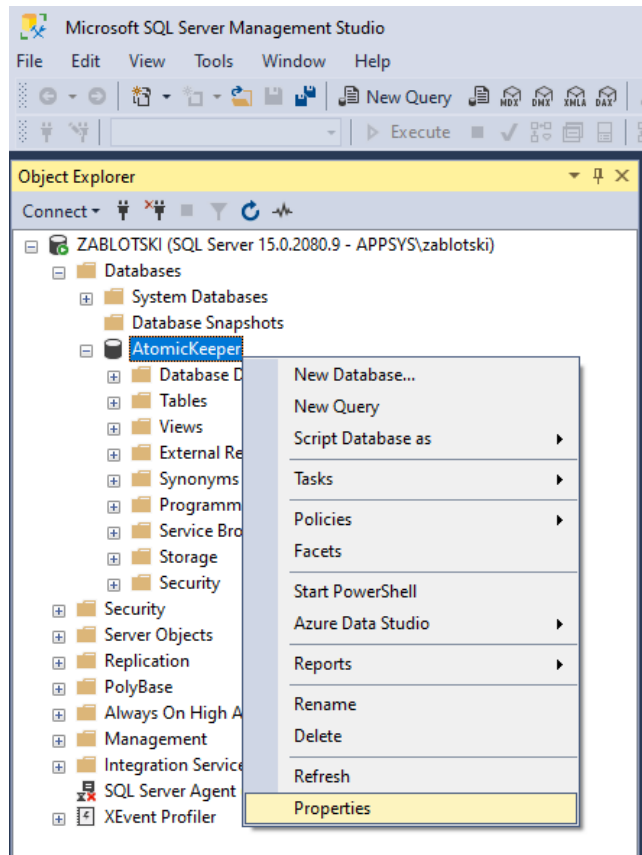 Microsoft SQL Server Management Studio
File Edit View Tools Window Help
New Query MDX DMX XMLA DAX
Execute
Object Explorer
Connect
ZABLOTSKI (SQL Server 15.0.2080.9 - APPSYS\zablotski)
Databases
System Databases
Database Snapshots
AtomicKeeper
Database D
Tables
Views
External Re
Synonyms
Programm
Service Bro
Storage
Security
Security
Server Objects
Replication
PolyBase
Always On High A
Management
Integration Service
SQL Server Agent
XEvent Profiler
New Database...
New Query
Script Database as
Tasks
Policies
Facets
Start PowerShell
Azure Data Studio
Reports
Rename
Delete
Refresh
Properties